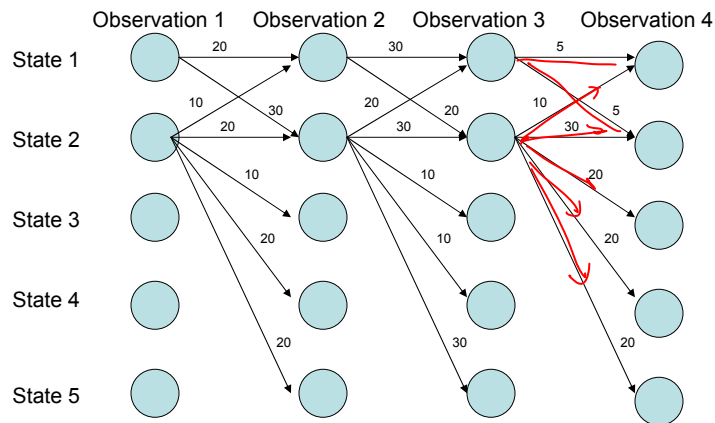 Observation 1 Observation 2 Observation 3 Observation 4
State 1 20 30 5
10 30 20 20 10 5
State 2 20 30 30
10 10 20
State 3
20 10 20
State 4
20 30 20
State 5